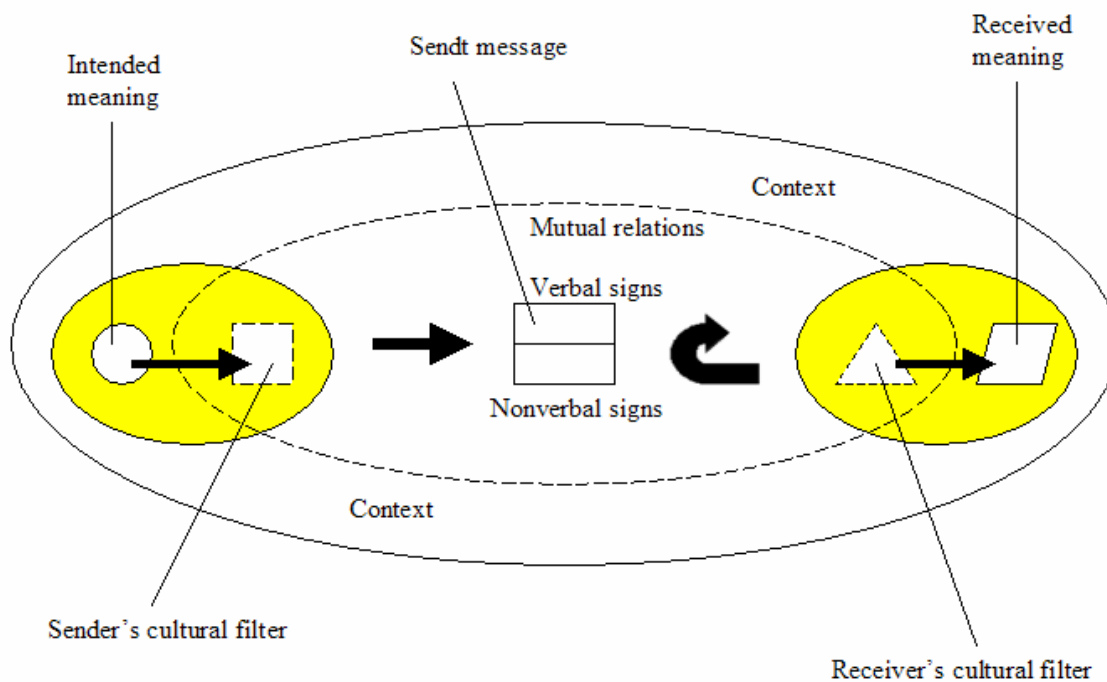 Sendt message
Received
meaning
Intended
meaning
Context
Mutual relations
Verbal signs
Nonverbal signs
Context
Sender’s cultural filter
Receiver’s cultural filter